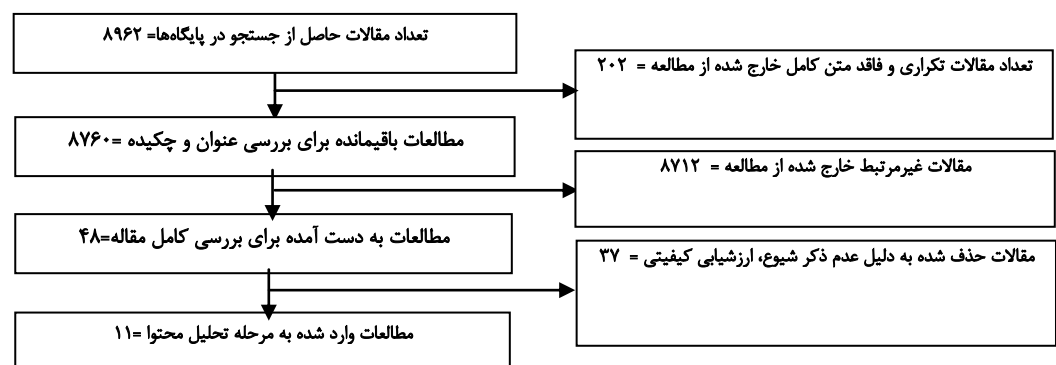 تعداد مقالات حاصل از جستجو در پایگاه‌ها= ۸۹۶۲
تعداد مقالات تکراری و فاقد متن کامل خارج شده از مطالعه = ۲۰۲
مطالعات باقیمانده برای بررسی عنوان و چکیده =۸۷۶۰
مقالات غیرمرتبط خارج شده از مطالعه = ۸۷۱۲
مطالعات به دست آمده برای بررسی کامل مقاله=۴۸
مقالات حذف شده به دلیل عدم ذکر شیوع، ارزشیابی کیفیتی = ۳۷
مطالعات وارد شده به مرحله تحلیل محتوا =۱۱